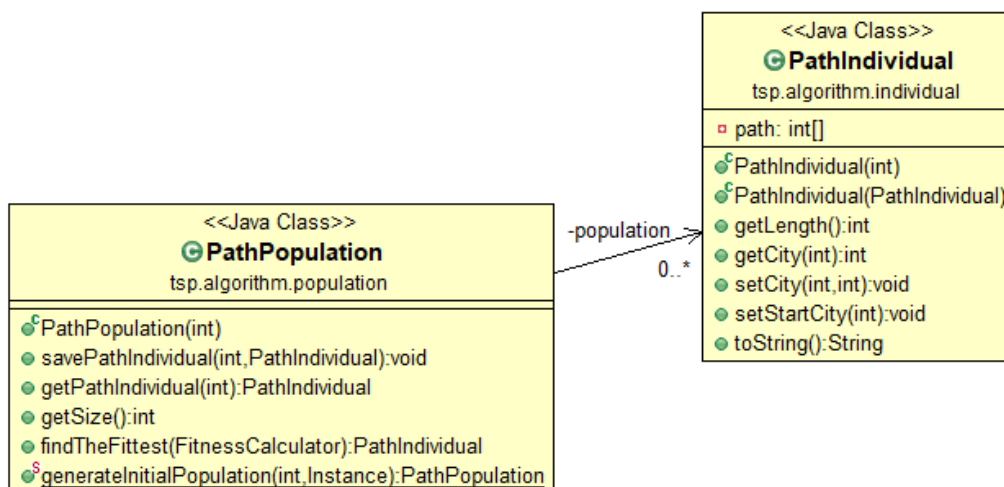 <<Java Class>>
PathIndividual
tsp.algorithm.individual
path: int[]
PathIndividual(int)
PathIndividual(PathIndividual)
getLength():int
getCity(int):int
setCity(int,int):void
setStartCity(int):void
toString():String
-population
0..*
<<Java Class>>
PathPopulation
tsp.algorithm.population
PathPopulation(int)
savePathIndividual(int,PathIndividual):void
getPathIndividual(int):PathIndividual
getSize():int
findTheFittest(FitnessCalculator):PathIndividual
generateInitialPopulation(int,Instance):PathPopulation